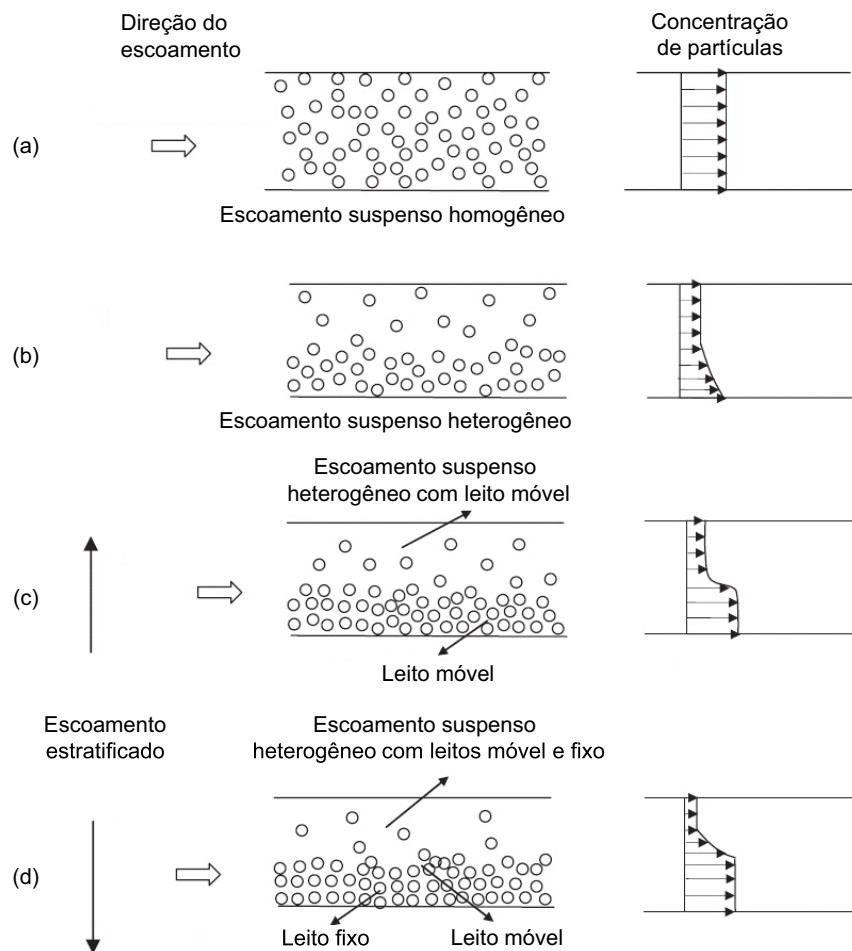 Direção do
escoamento
Concentração
de partículas
(a)
Escoamento suspenso homogêneo
(b)
Escoamento suspenso heterogêneo
Escoamento suspenso
heterogêneo com leito móvel
(c)
Leito móvel
Escoamento
estratificado
Escoamento suspenso
heterogêneo com leitos móvel e fixo
(d)
Leito fixo
Leito móvel